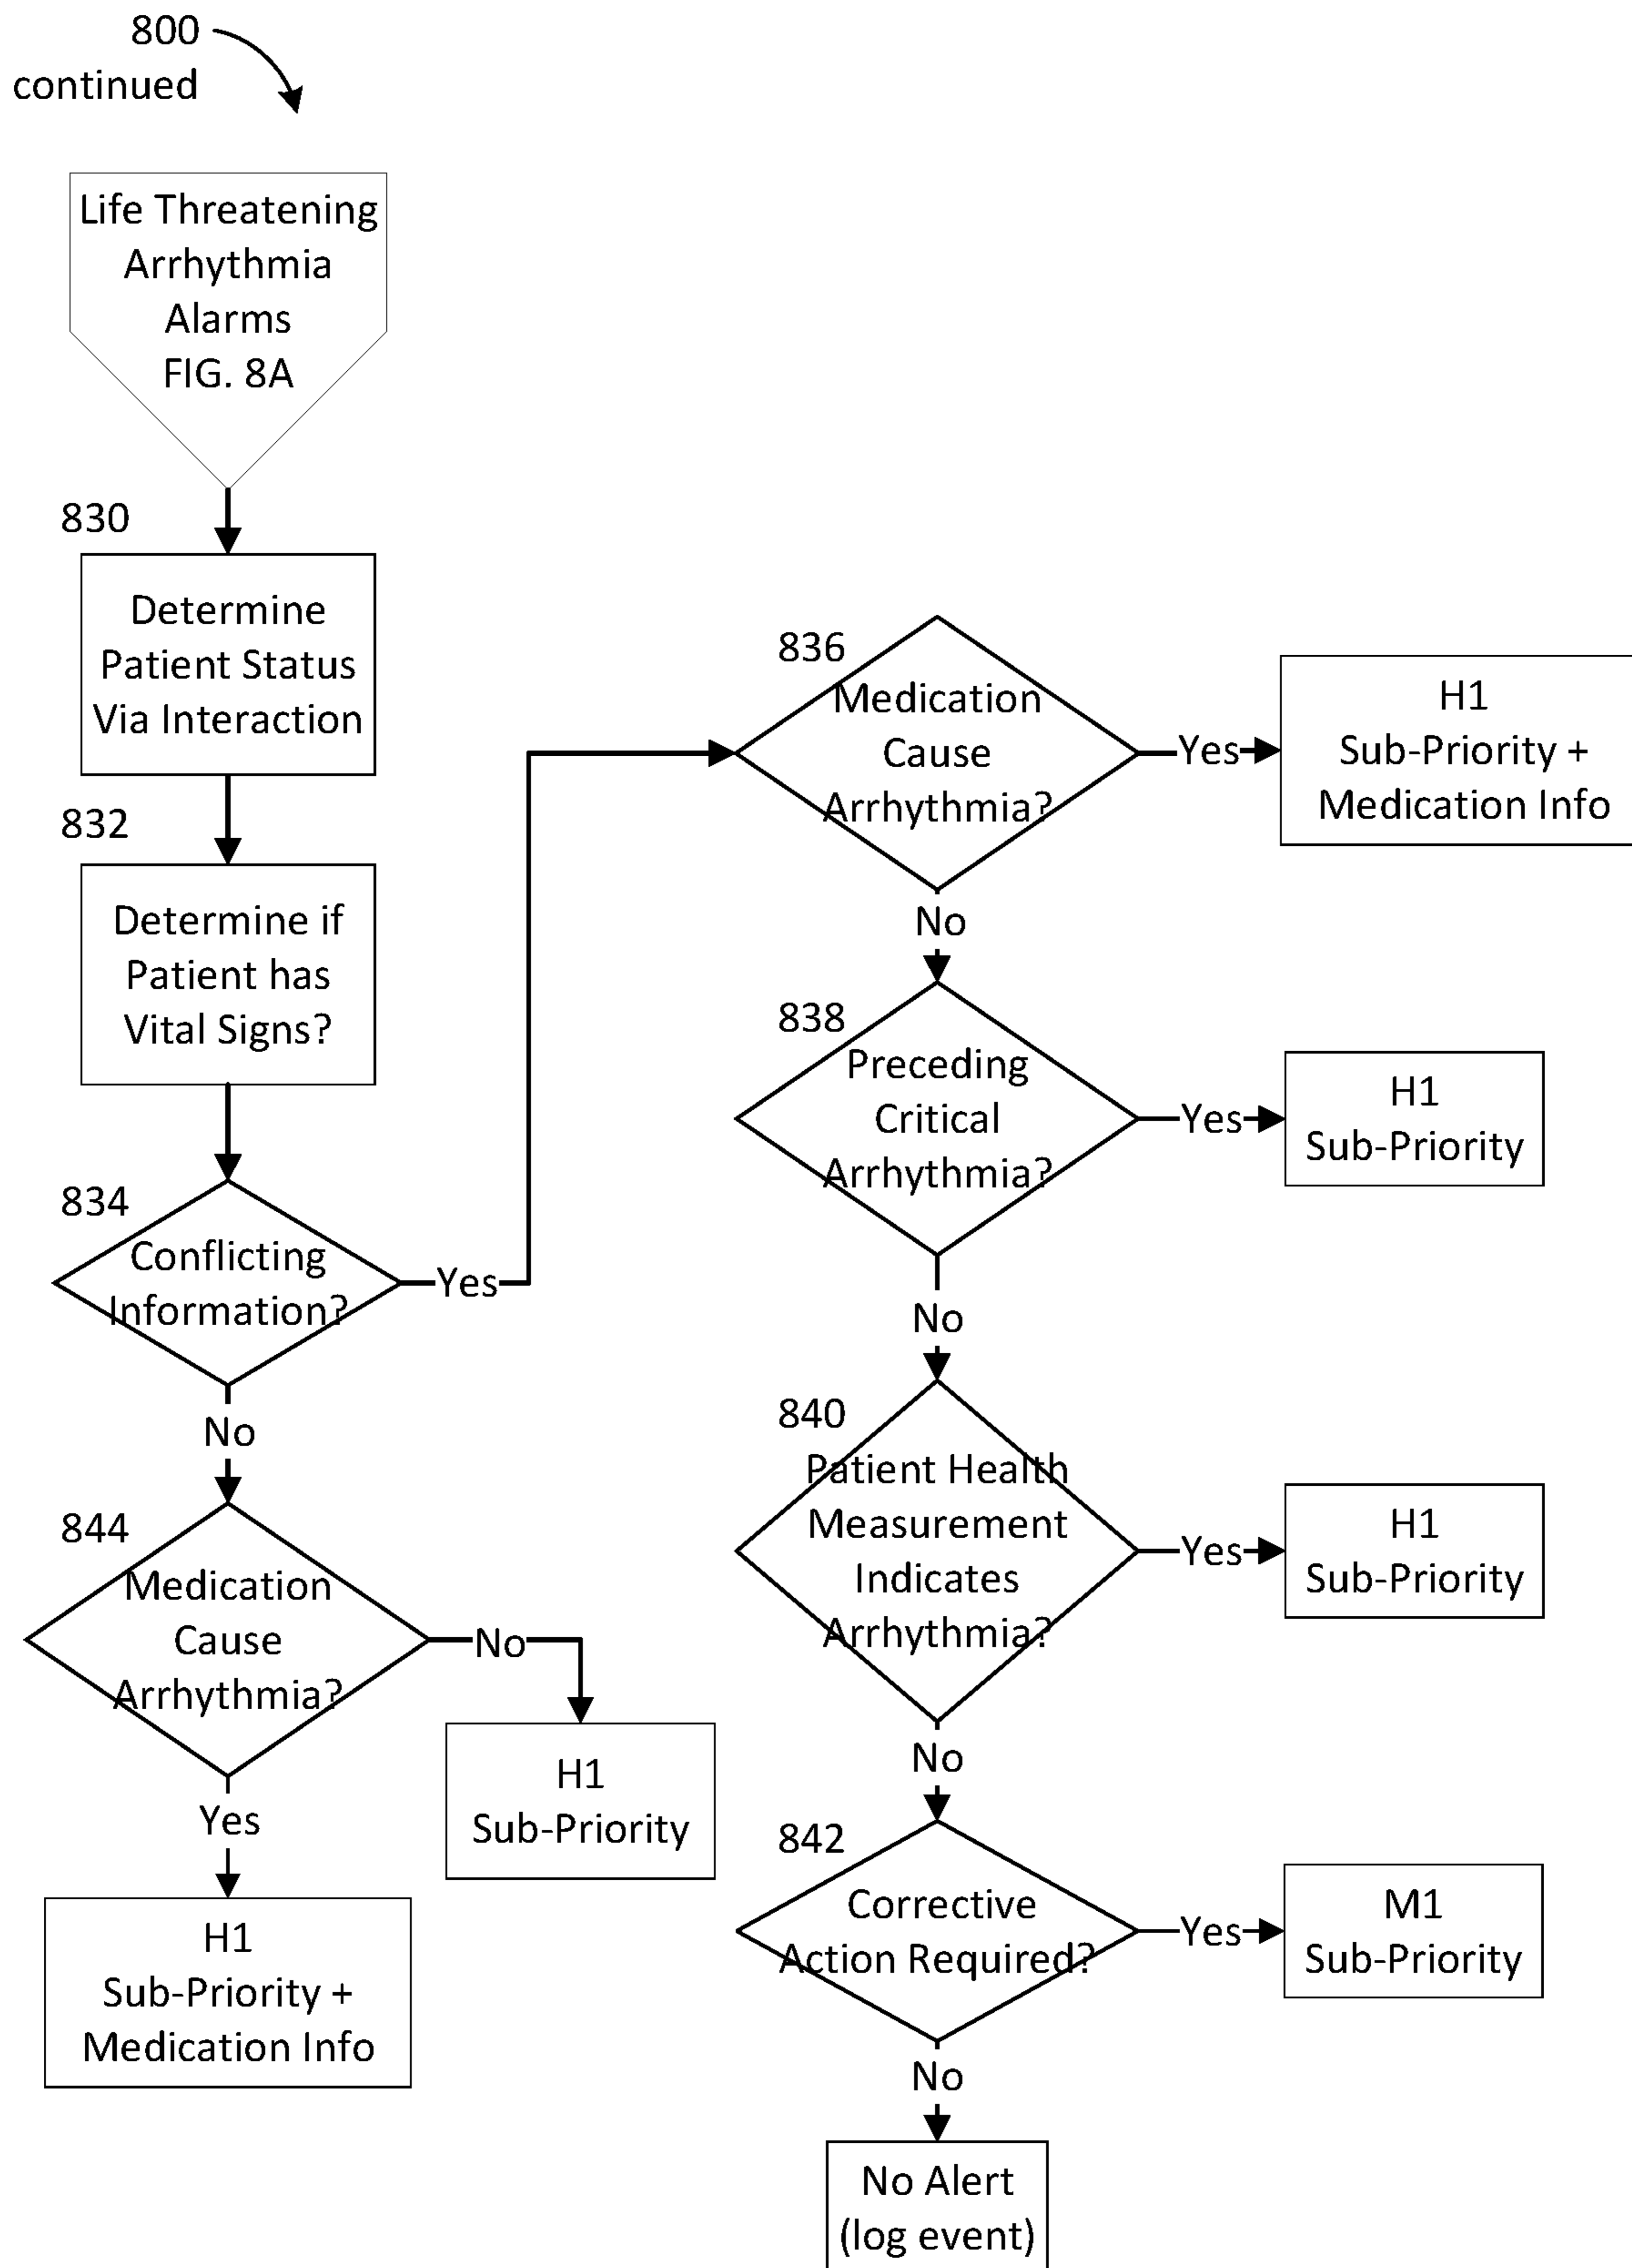 800
continued
Life Threatening
Arrhythmia
Alarms
FIG. 8A
830
Determine
Patient Status
Via Interaction
832
Determine if
Patient has
Vital Signs?
834
Conflicting
Information?
Yes
No
844
Medication
Cause
Arrhythmia?
No
H1
Sub-Priority
Yes
H1
Sub-Priority +
Medication Info
836
Medication
Cause
Arrhythmia?
Yes
H1
Sub-Priority +
Medication Info
No
838
Preceding
Critical
Arrhythmia?
Yes
H1
Sub-Priority
No
840
Patient Health
Measurement
Indicates
Arrhythmia?
Yes
H1
Sub-Priority
No
842
Corrective
Action Required?
Yes
M1
Sub-Priority
No
No Alert
(log event)